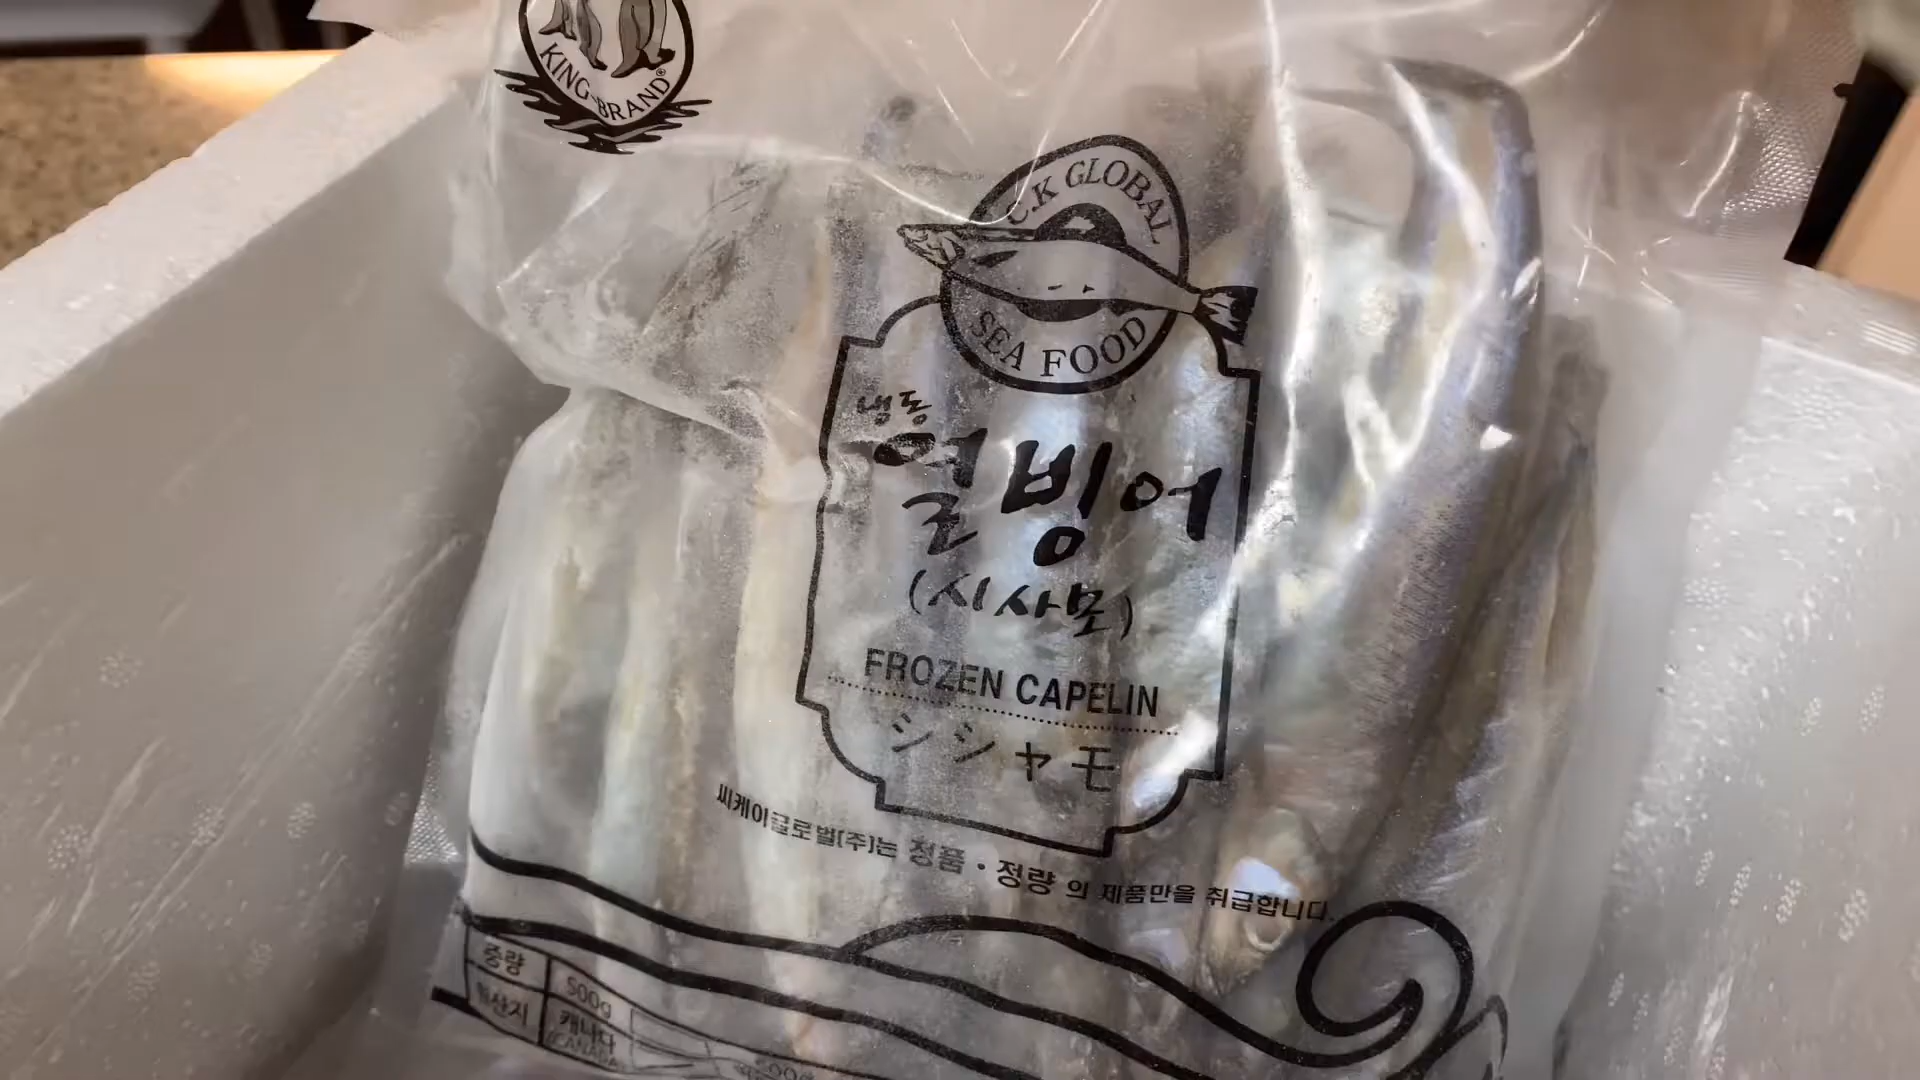 KING-BRAND®
C.K GLOBAL
SEA FOOD
냉동
열빙어
(시사모)
FROZEN CAPELIN
シシャモ
씨케이글로벌(주)는 정품·정량 의 제품만을 취급합니다.
중량 500g
원산지 캐나다
(CANADA